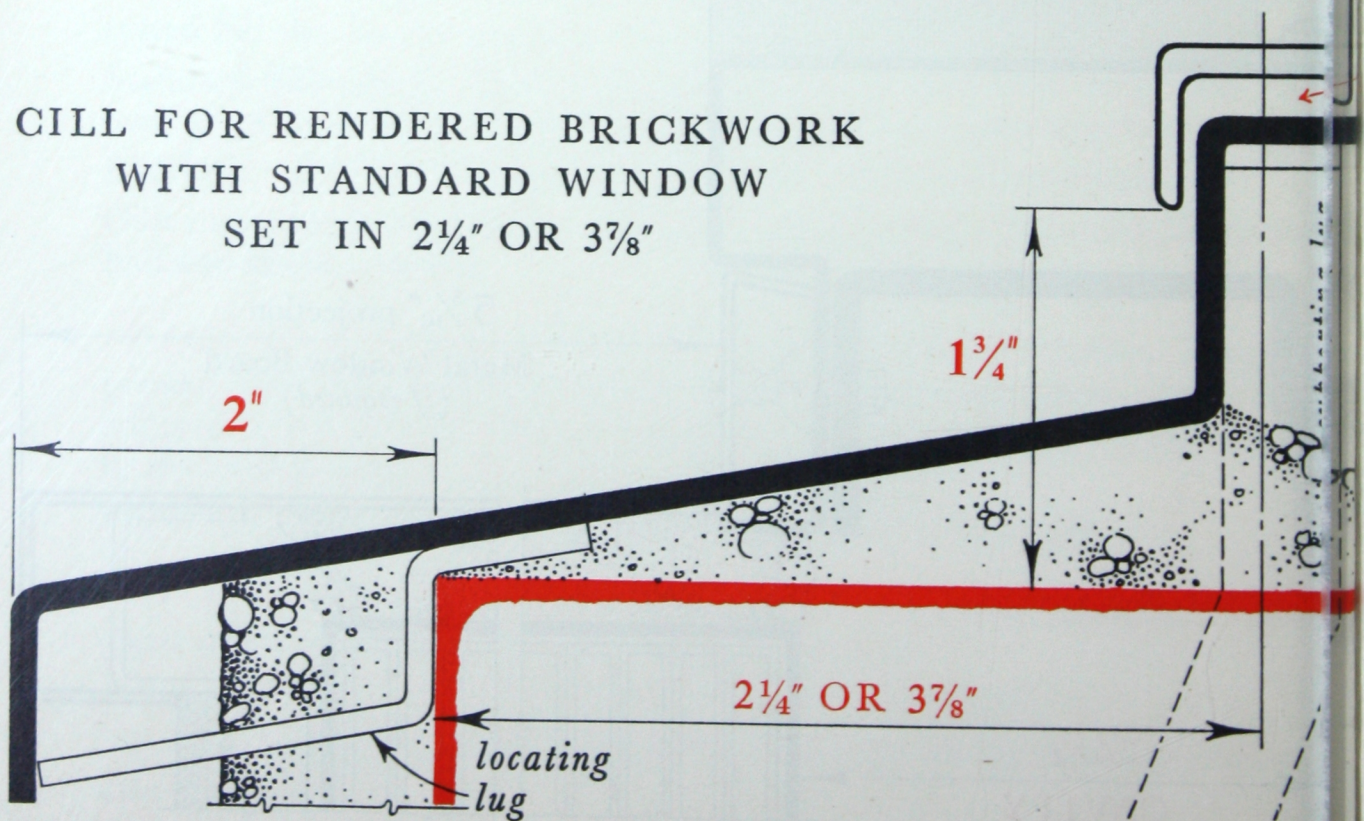 CILL FOR RENDERED BRICKWORK
WITH STANDARD WINDOW
SET IN 2¼" OR 3⅞"
1¾"
2"
2¼" OR 3⅞"
locating
lug